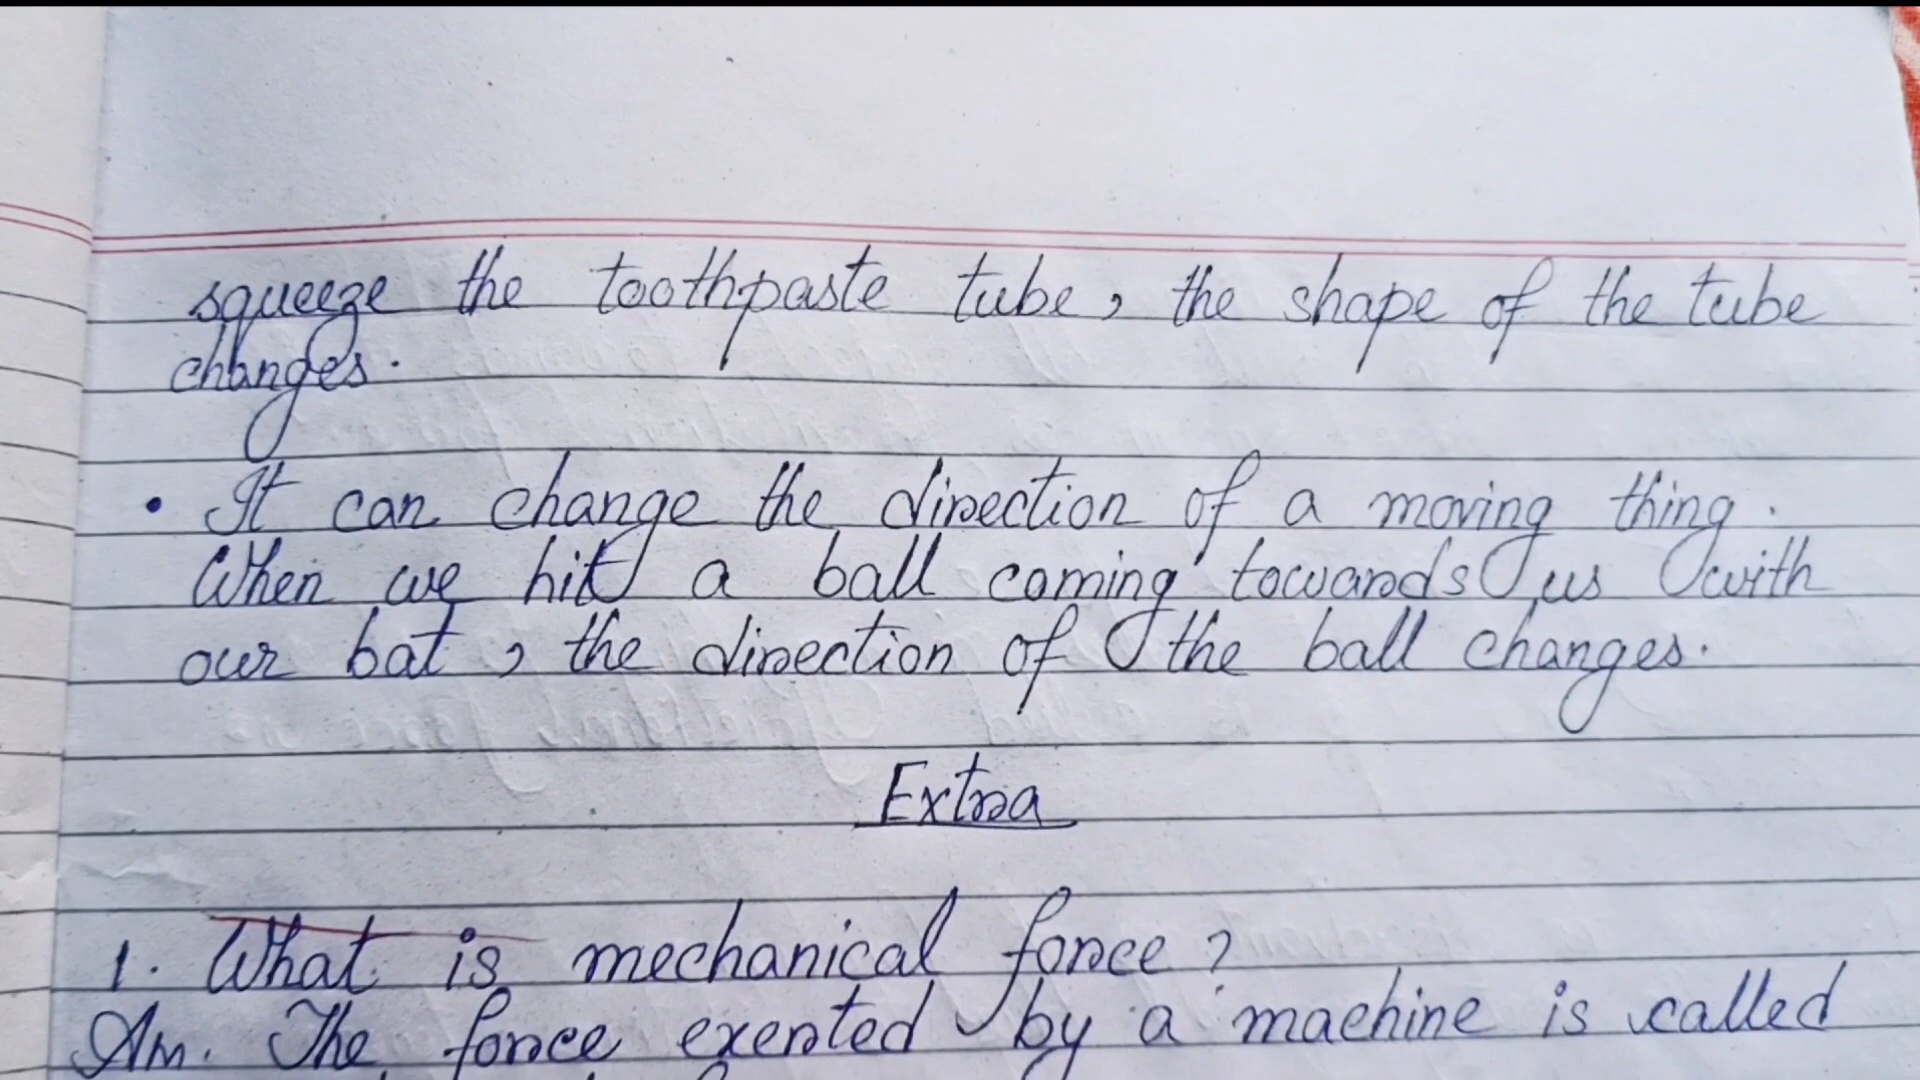 squeeze the toothpaste tube, the shape of the tube
changes.
• It can change the direction of a moving thing.
When we hit a ball coming towards us with
our bat, the direction of the ball changes.
Extra
1. What is mechanical force?
Ans. The force exerted by a machine is called